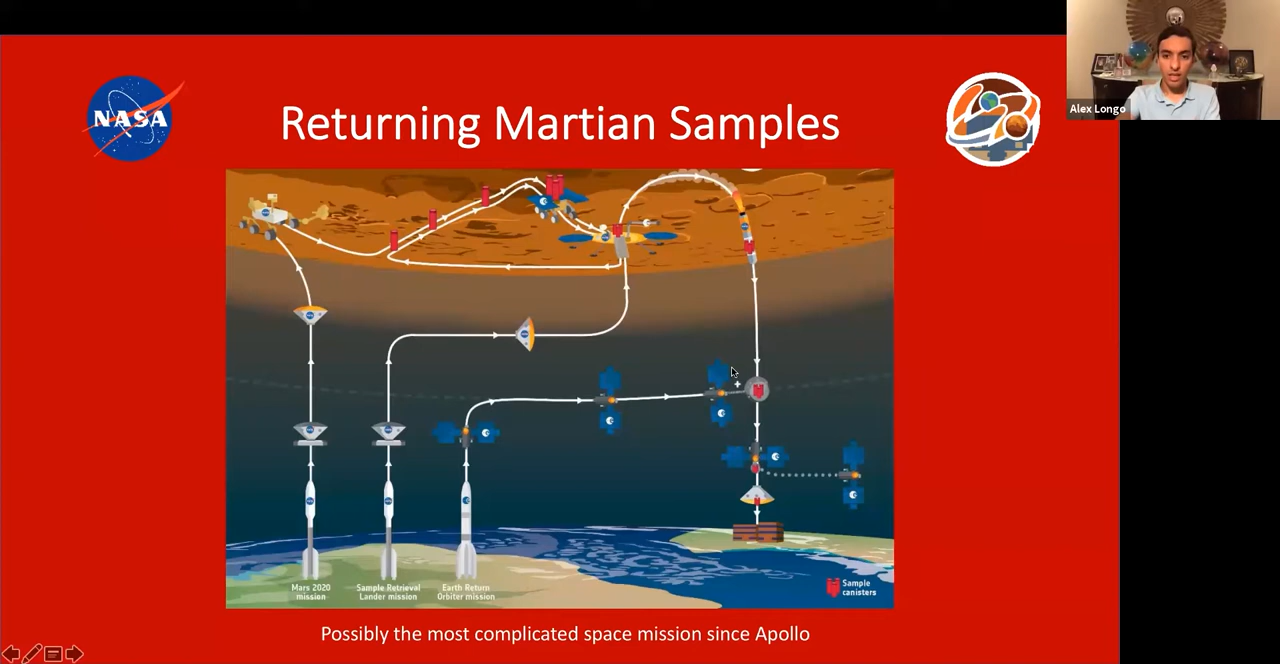 Alex Longo
NASA
Returning Martian Samples
Mars 2020
mission
Sample Retrieval
Lander mission
Earth Return
Orbiter mission
Sample
canisters
Possibly the most complicated space mission since Apollo